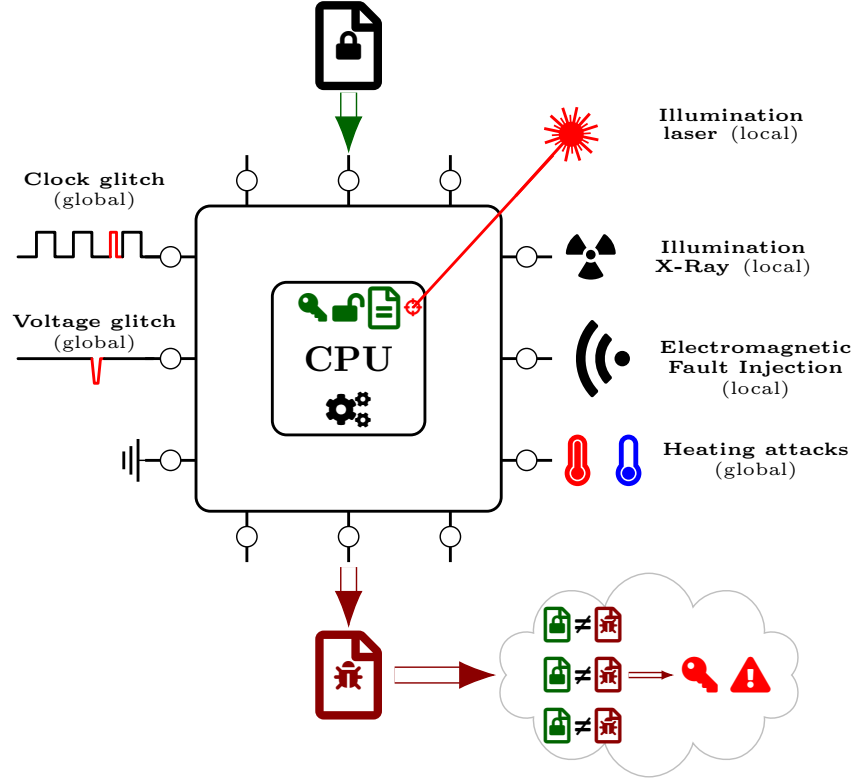 Illumination
laser (local)
Clock glitch
(global)
Illumination
X-Ray (local)
Voltage glitch
(global)
CPU
Electromagnetic
Fault Injection
(local)
Heating attacks
(global)
≠
≠
≠